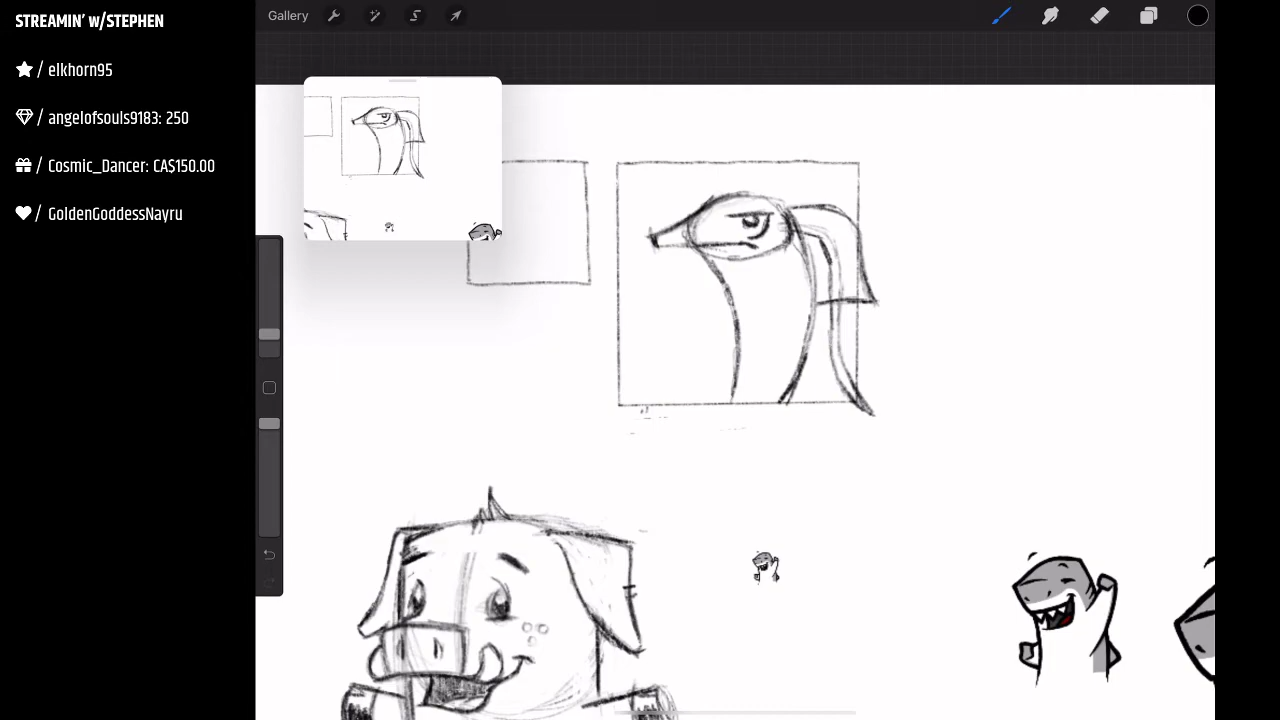 STREAMIN' w/STEPHEN
/ elkhorn95
/ angelofsouls9183: 250
/ Cosmic_Dancer: CA$150.00
/ GoldenGoddessNayru
Gallery